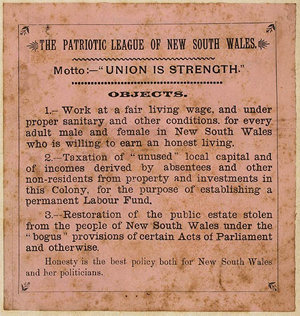 THE PATRIOTIC LEAGUE OF NEW SOUTH WALES.
Motto:—"UNION IS STRENGTH."
OBJECTS.
1.—Work at a fair living wage, and under
proper sanitary and other conditions, for every
adult male and female in New South Wales
who is willing to earn an honest living.
2.—Taxation of "unused" local capital and
of incomes derived by absentees and other
non-residents from property and investments in
this Colony, for the purpose of establishing a
permanent Labour Fund,
3.—Restoration of the public estate stolen
from the people of New South Wales under the
"bogus" provisions of certain Acts of Parliament
and otherwise.
Honesty is the best policy both for New South Wales
and her politicians.